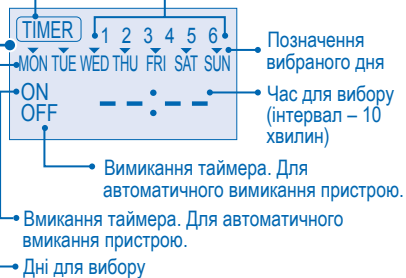 TIMER 1 2 3 4 5 6
MON TUE WED THU FRI SAT SUN
ON
OFF
--:--
Позначення
вибраного дня
Час для вибору
(інтервал – 10
хвилин)
Вимикання таймера. Для
автоматичного вимикання пристрою.
Вмикання таймера. Для автоматичного
вмикання пристрою.
Дні для вибору